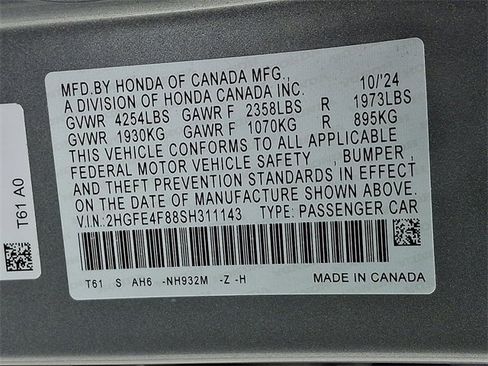 MFD.BY HONDA OF CANADA MFG., 10/'24
A DIVISION OF HONDA CANADA INC.
GVWR 4254LBS GAWR F 2358LBS R 1973LBS
GVWR 1930KG GAWR F 1070KG R 895KG
THIS VEHICLE CONFORMS TO ALL APPLICABLE
FEDERAL MOTOR VEHICLE SAFETY , BUMPER ,
AND THEFT PREVENTION STANDARDS IN EFFECT
ON THE DATE OF MANUFACTURE SHOWN ABOVE.
V.I.N: 2HGFE4F88SH311143 TYPE: PASSENGER CAR
T61 S AH6 -NH932M -Z -H MADE IN CANADA
T61 A0